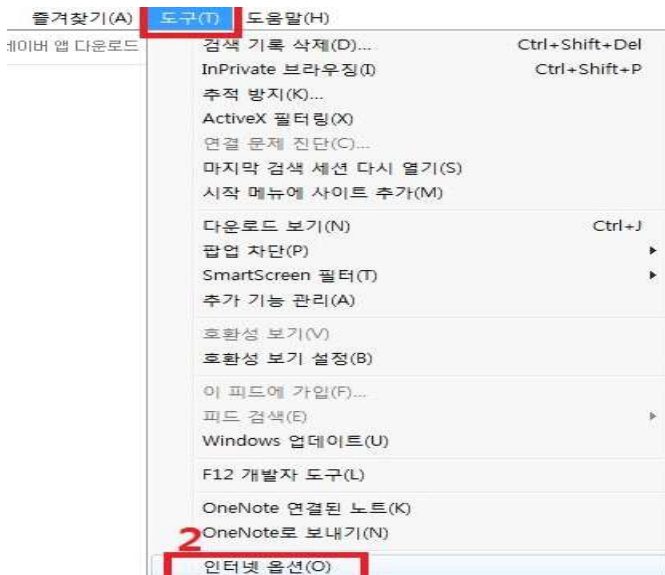 즐겨찾기(A) 도구(T) 도움말(H)
네이버 앱 다운로드
검색 기록 삭제(D)... Ctrl+Shift+Del
InPrivate 브라우징(I) Ctrl+Shift+P
추적 방지(K)...
ActiveX 필터링(X)
연결 문제 진단(C)...
마지막 검색 세션 다시 열기(S)
시작 메뉴에 사이트 추가(M)
다운로드 보기(N) Ctrl+J
팝업 차단(P)
SmartScreen 필터(T)
추가 기능 관리(A)
호환성 보기(V)
호환성 보기 설정(B)
이 피드에 가입(F)...
피드 검색(E)
Windows 업데이트(U)
F12 개발자 도구(L)
OneNote 연결된 노트(K)
OneNote로 보내기(N)
2
인터넷 옵션(O)